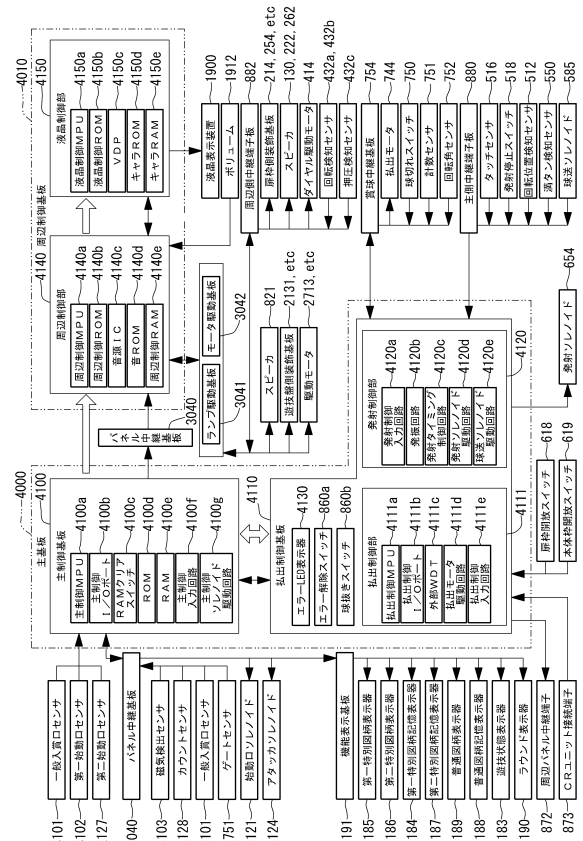 4000
主基板
4100
主制御基板
主制御MPU
4100a
主制御
I/Oポート
4100b
RAMクリア
スイッチ
4100c
ROM
4100d
RAM
4100e
主制御
入力回路
4100f
主制御
ソレノイド
駆動回路
4100g
4110
払出制御基板
エラーLED表示器
4130
エラー解除スイッチ
860a
球抜きスイッチ
860b
払出制御部
4111
払出制御MPU
4111a
払出制御
I/Oポート
4111b
外部WDT
4111c
払出モータ
駆動回路
4111d
払出制御
入力回路
4111e
発射制御部
4120
発射制御
入力回路
4120a
発振回路
4120b
発射タイミング
制御回路
4120c
発射ソレノイド
駆動回路
4120d
球送ソレノイド
駆動回路
4120e
4010
周辺制御基板
周辺制御部
4140
周辺制御MPU
4140a
周辺制御ROM
4140b
音源IC
4140c
音ROM
4140d
周辺制御RAM
4140e
液晶制御部
4150
液晶制御MPU
4150a
液晶制御ROM
4150b
VDP
4150c
キャラROM
4150d
キャラRAM
4150e
パネル中継基板
3040
ランプ駆動基板
3041
モータ駆動基板
3042
スピーカ
821
遊技盤側装飾基板
2131, etc
駆動モータ
2713, etc
液晶表示装置
1900
ボリューム
1912
周辺側中継端子板
882
扉枠側装飾基板
214, 254, etc
スピーカ
130, 222, 262
ダイヤル駆動モータ
414
回転検知センサ
432a, 432b
押圧検知センサ
432c
賞球中継基板
754
払出モータ
744
球切れスイッチ
750
計数センサ
751
回転角センサ
752
主側中継端子板
880
タッチセンサ
516
発射停止スイッチ
518
回転位置検知センサ
512
満タン検知センサ
550
球送ソレノイド
585
発射ソレノイド
654
扉枠開放スイッチ
618
本体枠開放スイッチ
619
一般入賞口センサ
101
第一始動口センサ
102
第二始動口センサ
127
パネル中継基板
040
磁気検出センサ
103
カウントセンサ
128
一般入賞口センサ
101
ゲートセンサ
751
始動口ソレノイド
121
アタッカソレノイド
124
機能表示基板
191
第一特別図柄表示器
185
第二特別図柄表示器
186
第一特別図柄記憶表示器
184
第二特別図柄記憶表示器
187
普通図柄表示器
189
普通図柄記憶表示器
188
遊技状態表示器
183
ラウンド表示器
190
周辺パネル中継端子
872
CRユニット接続端子
873